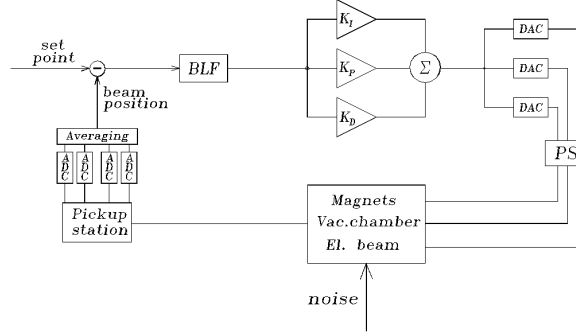 set
point
−
BLF
K_I
K_P
K_D
Σ
DAC
DAC
DAC
beam
position
Averaging
ADC
ADC
ADC
ADC
Pickup
station
PS
Magnets
Vac.chamber
El. beam
noise